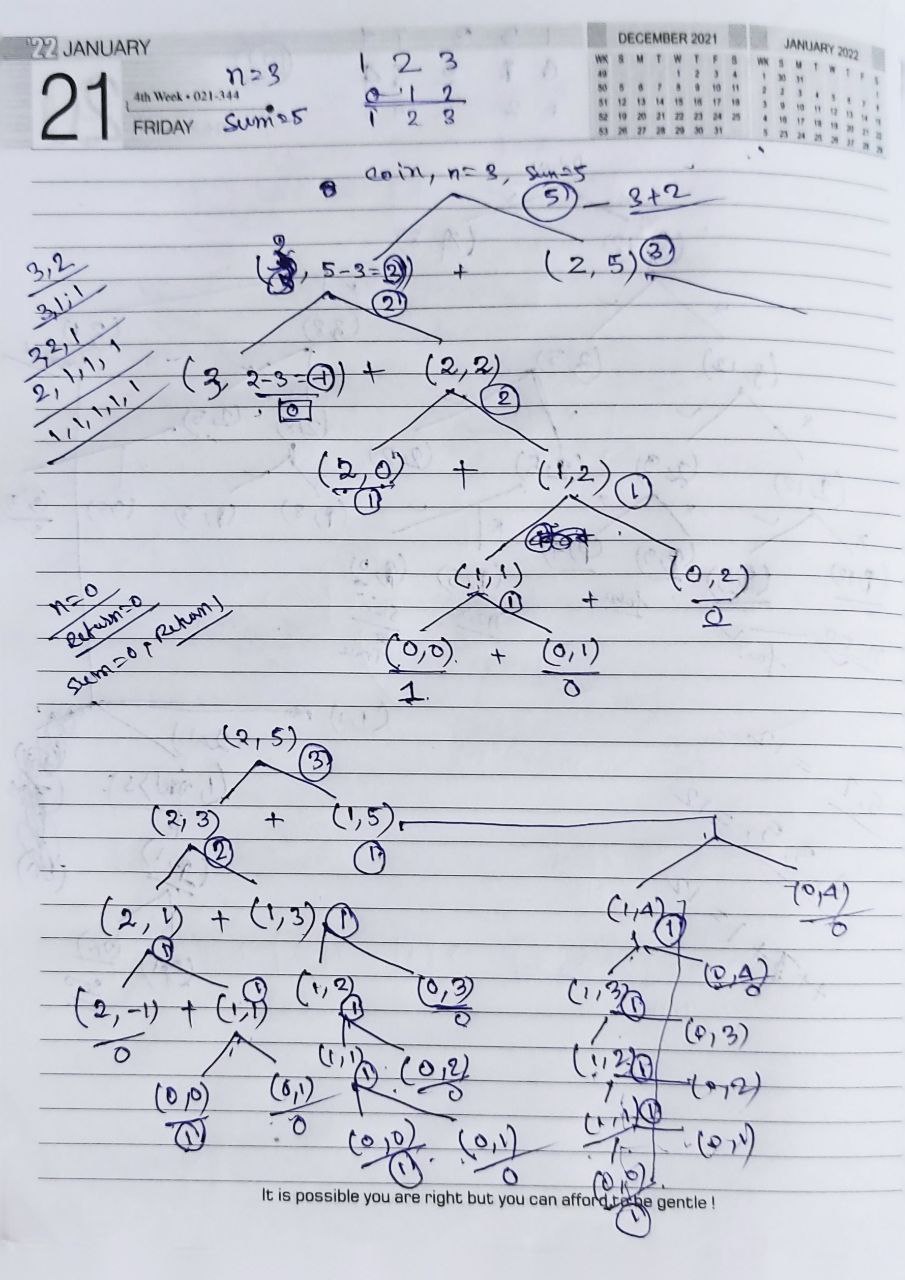 '22 JANUARY
21
4th Week • 021-344
FRIDAY
n=3
sum=5
1 2 3
0 1 2
1 2 3
DECEMBER 2021
WK S M T W T F S
49 1 2 3 4
50 5 6 7 8 9 10 11
51 12 13 14 15 16 17 18
52 19 20 21 22 23 24 25
53 26 27 28 29 30 31
JANUARY 2022
coin, n=3, sum=5
5 — 3+2
( , 5-3=2) + (2,5) 3
2
3,2
3,1,1
2,2,1
2,1,1,1
1,1,1,1,1
(3, 2-3=-1) + (2,2)
0
2
(2,0) + (1,2) 1
1
(1,1) + (0,2)
1 0
(0,0) + (0,1)
1 0
n=0
Return=0
sum=0, Return 1
(2,5)
3
(2,3) + (1,5)
2 1
(2,1) + (1,3) 1
1
(1,4) 1
(0,4)
0
(2,-1) + (1,1) 1
0
(1,2) 1
(0,3)
0
(1,3) 1
(0,4)
0
(0,3)
(0,0)
1
(0,1)
0
(1,1) 1
(0,2)
0
(1,2) 1
(0,2)
(0,0)
1
(0,1)
0
(1,1) 1
(0,1)
(0,0)
1
It is possible you are right but you can afford to be gentle !